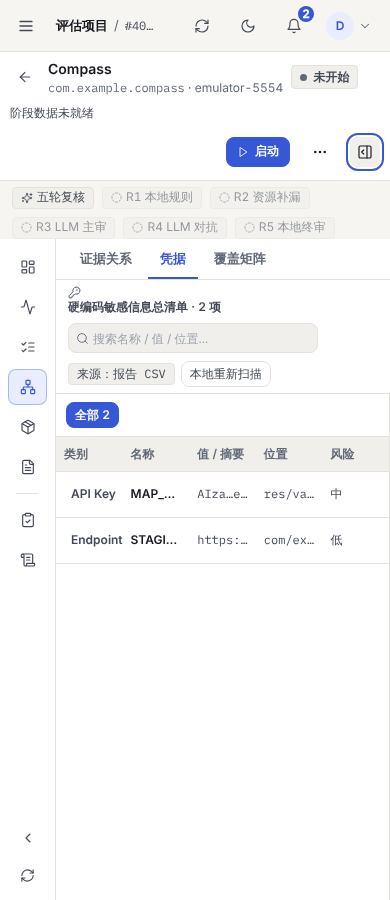 评估项目 / #40… 2 D
Compass
com.example.compass · emulator-5554 未开始
阶段数据未就绪
启动
五轮复核 R1 本地规则 R2 资源补漏
R3 LLM 主审 R4 LLM 对抗 R5 本地终审
证据关系 凭据 覆盖矩阵
硬编码敏感信息总清单 · 2 项
搜索名称 / 值 / 位置…
来源：报告 CSV 本地重新扫描
全部 2
类别 名称 值 / 摘要 位置 风险
API Key MAP_… AIza…e… res/va… 中
Endpoint STAGI… https:… com/ex… 低